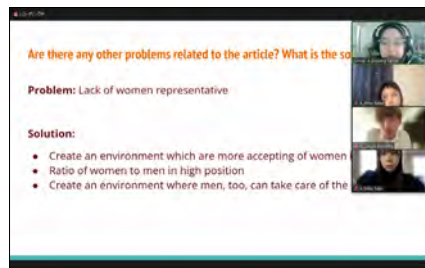 Are there any other problems related to the article? What is the so
Problem: Lack of women representative
Solution:
● Create an environment which are more accepting of women
● Ratio of women to men in high position
● Create an environment where men, too, can take care of the